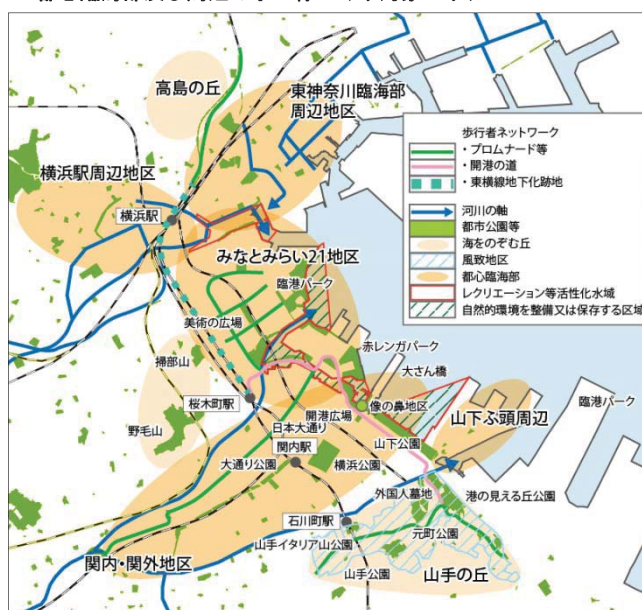 高島の丘
東神奈川臨海部
周辺地区
横浜駅周辺地区
横浜駅
みなとみらい21地区
臨港パーク
美術の広場
掃部山
桜木町駅
野毛山
赤レンガパーク
大さん橋
開港広場
象の鼻地区
日本大通り
関内駅
大通り公園
横浜公園
山下公園
山下ふ頭周辺
臨港パーク
外国人墓地
港の見える丘公園
石川町駅
元町公園
山手イタリア山公園
山手公園
関内・関外地区
山手の丘
歩行者ネットワーク
・プロムナード等
・開港の道
・東横線地下化跡地
河川の軸
都市公園等
海をのぞむ丘
風致地区
都心臨海部
レクリエーション等活性化水域
自然的環境を整備又は保存する区域